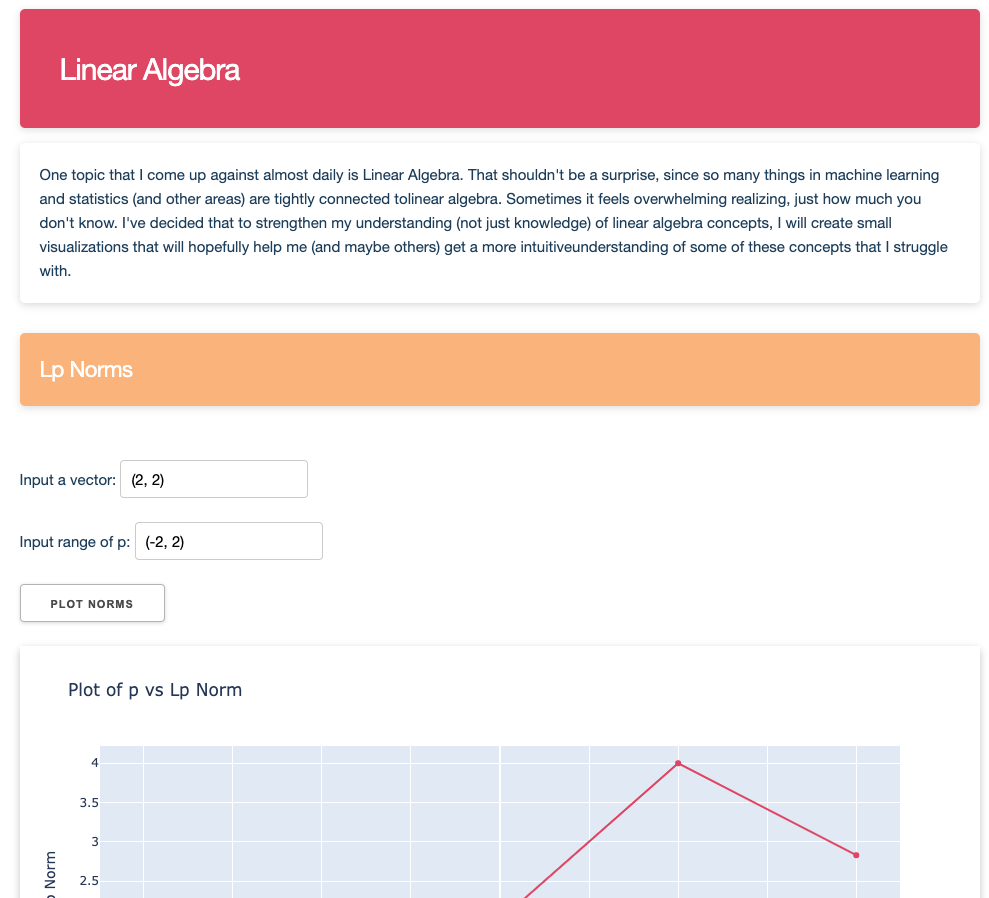 Linear Algebra
One topic that I come up against almost daily is Linear Algebra. That shouldn't be a surprise, since so many things in machine learning
and statistics (and other areas) are tightly connected tolinear algebra. Sometimes it feels overwhelming realizing, just how much you
don't know. I've decided that to strengthen my understanding (not just knowledge) of linear algebra concepts, I will create small
visualizations that will hopefully help me (and maybe others) get a more intuitiveunderstanding of some of these concepts that I struggle
with.
Lp Norms
Input a vector: (2, 2)
Input range of p: (-2, 2)
PLOT NORMS
Plot of p vs Lp Norm
4
3.5
3
2.5
Norm